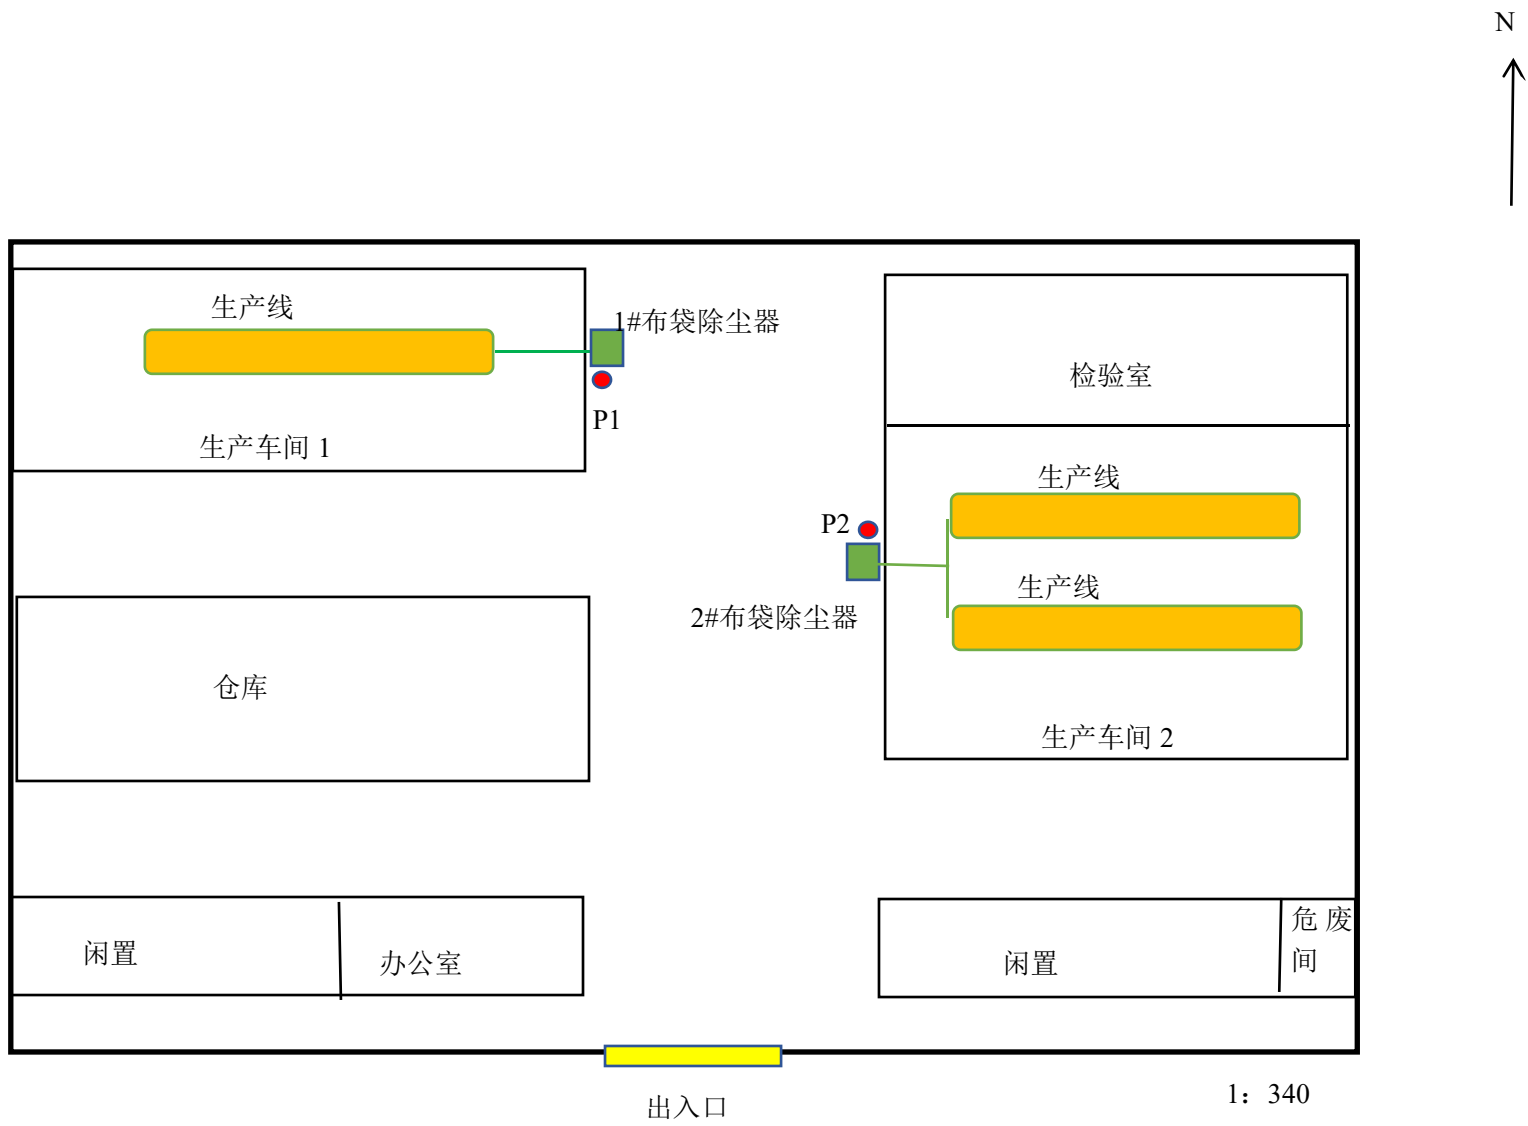 N
生产线
1#布袋除尘器
检验室
P1
生产车间 1
生产线
P2
生产线
2#布袋除尘器
仓库
生产车间 2
闲置
办公室
闲置
危 废
间
出入口
1：340